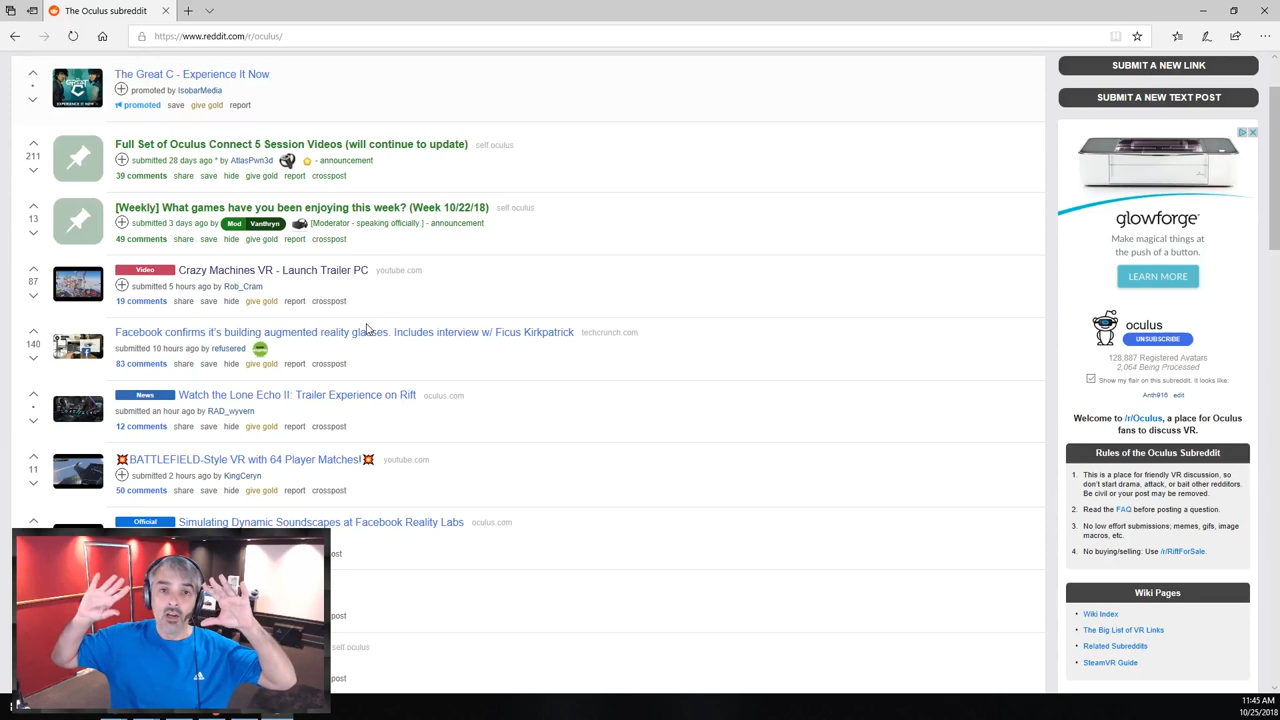 The Oculus subreddit
https://www.reddit.com/r/oculus/
The Great C - Experience It Now
promoted by IsobarMedia
promoted save give gold report
211
Full Set of Oculus Connect 5 Session Videos (will continue to update) self.oculus
submitted 28 days ago * by AtlasPwn3d - announcement
39 comments share save hide give gold report crosspost
13
[Weekly] What games have you been enjoying this week? (Week 10/22/18) self.oculus
submitted 3 days ago by Mod Vanthryn [Moderator - speaking officially.] - announcement
49 comments share save hide give gold report crosspost
87
Video Crazy Machines VR - Launch Trailer PC youtube.com
submitted 5 hours ago by Rob_Cram
19 comments share save hide give gold report crosspost
140
Facebook confirms it's building augmented reality glasses. Includes interview w/ Ficus Kirkpatrick techcrunch.com
submitted 10 hours ago by refusered
83 comments share save hide give gold report crosspost
News Watch the Lone Echo II: Trailer Experience on Rift oculus.com
submitted an hour ago by RAD_wyvern
12 comments share save hide give gold report crosspost
11
💥BATTLEFIELD-Style VR with 64 Player Matches!💥 youtube.com
submitted 2 hours ago by KingCeryn
50 comments share save hide give gold report crosspost
Official Simulating Dynamic Soundscapes at Facebook Reality Labs oculus.com
post
post
self.oculus
post
SUBMIT A NEW LINK
SUBMIT A NEW TEXT POST
glowforge
Make magical things at
the push of a button.
LEARN MORE
oculus
UNSUBSCRIBE
128,887 Registered Avatars
2,064 Being Processed
Show my flair on this subreddit. It looks like:
Anth916 edit
Welcome to /r/Oculus, a place for Oculus
fans to discuss VR.
Rules of the Oculus Subreddit
1. This is a place for friendly VR discussion, so
don't start drama, attack, or bait other redditors.
Be civil or your post may be removed.
2. Read the FAQ before posting a question.
3. No low effort submissions; memes, gifs, image
macros, etc.
4. No buying/selling: Use /r/RiftForSale.
Wiki Pages
Wiki Index
The Big List of VR Links
Related Subreddits
SteamVR Guide
11:45 AM
10/25/2018